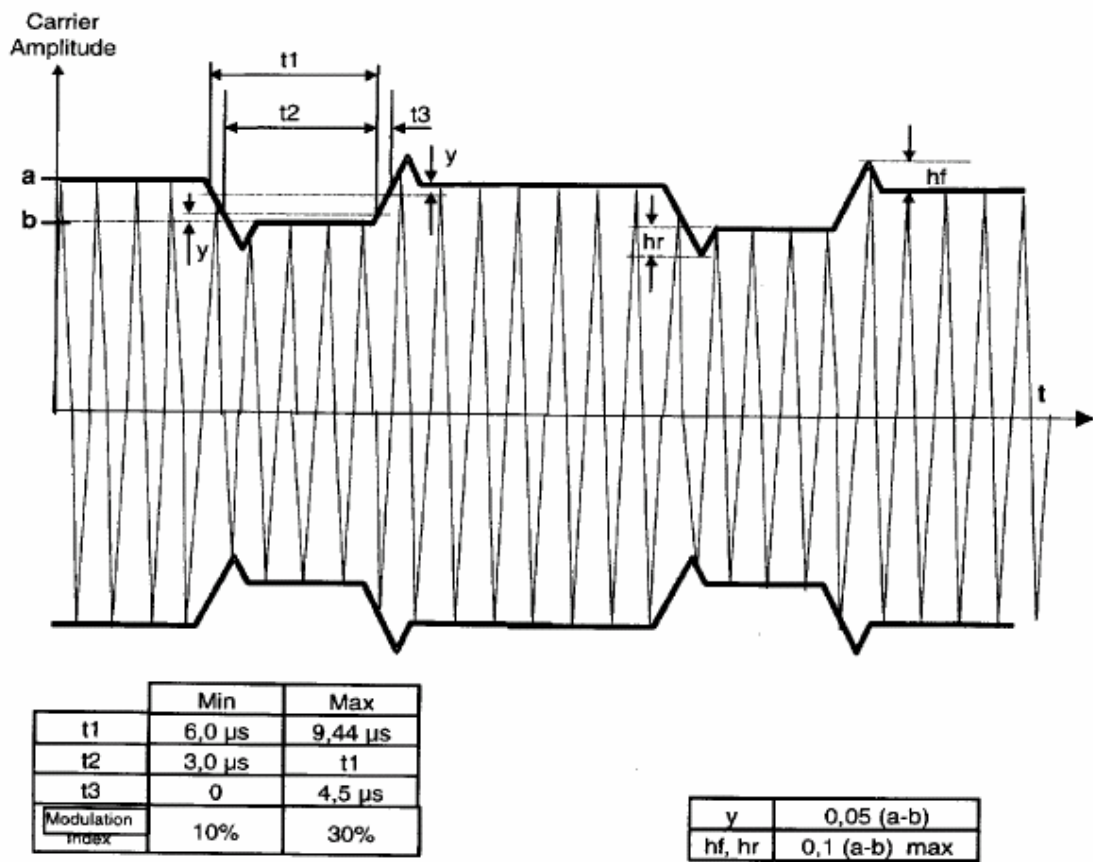 Carrier
Amplitude
t1
t2
t3
y
a
hf
b
y
hr
t
Min Max
t1 6,0 µs 9,44 µs
t2 3,0 µs t1
t3 0 4,5 µs
Modulation
Index 10% 30%
y 0,05 (a-b)
hf, hr 0,1 (a-b) max